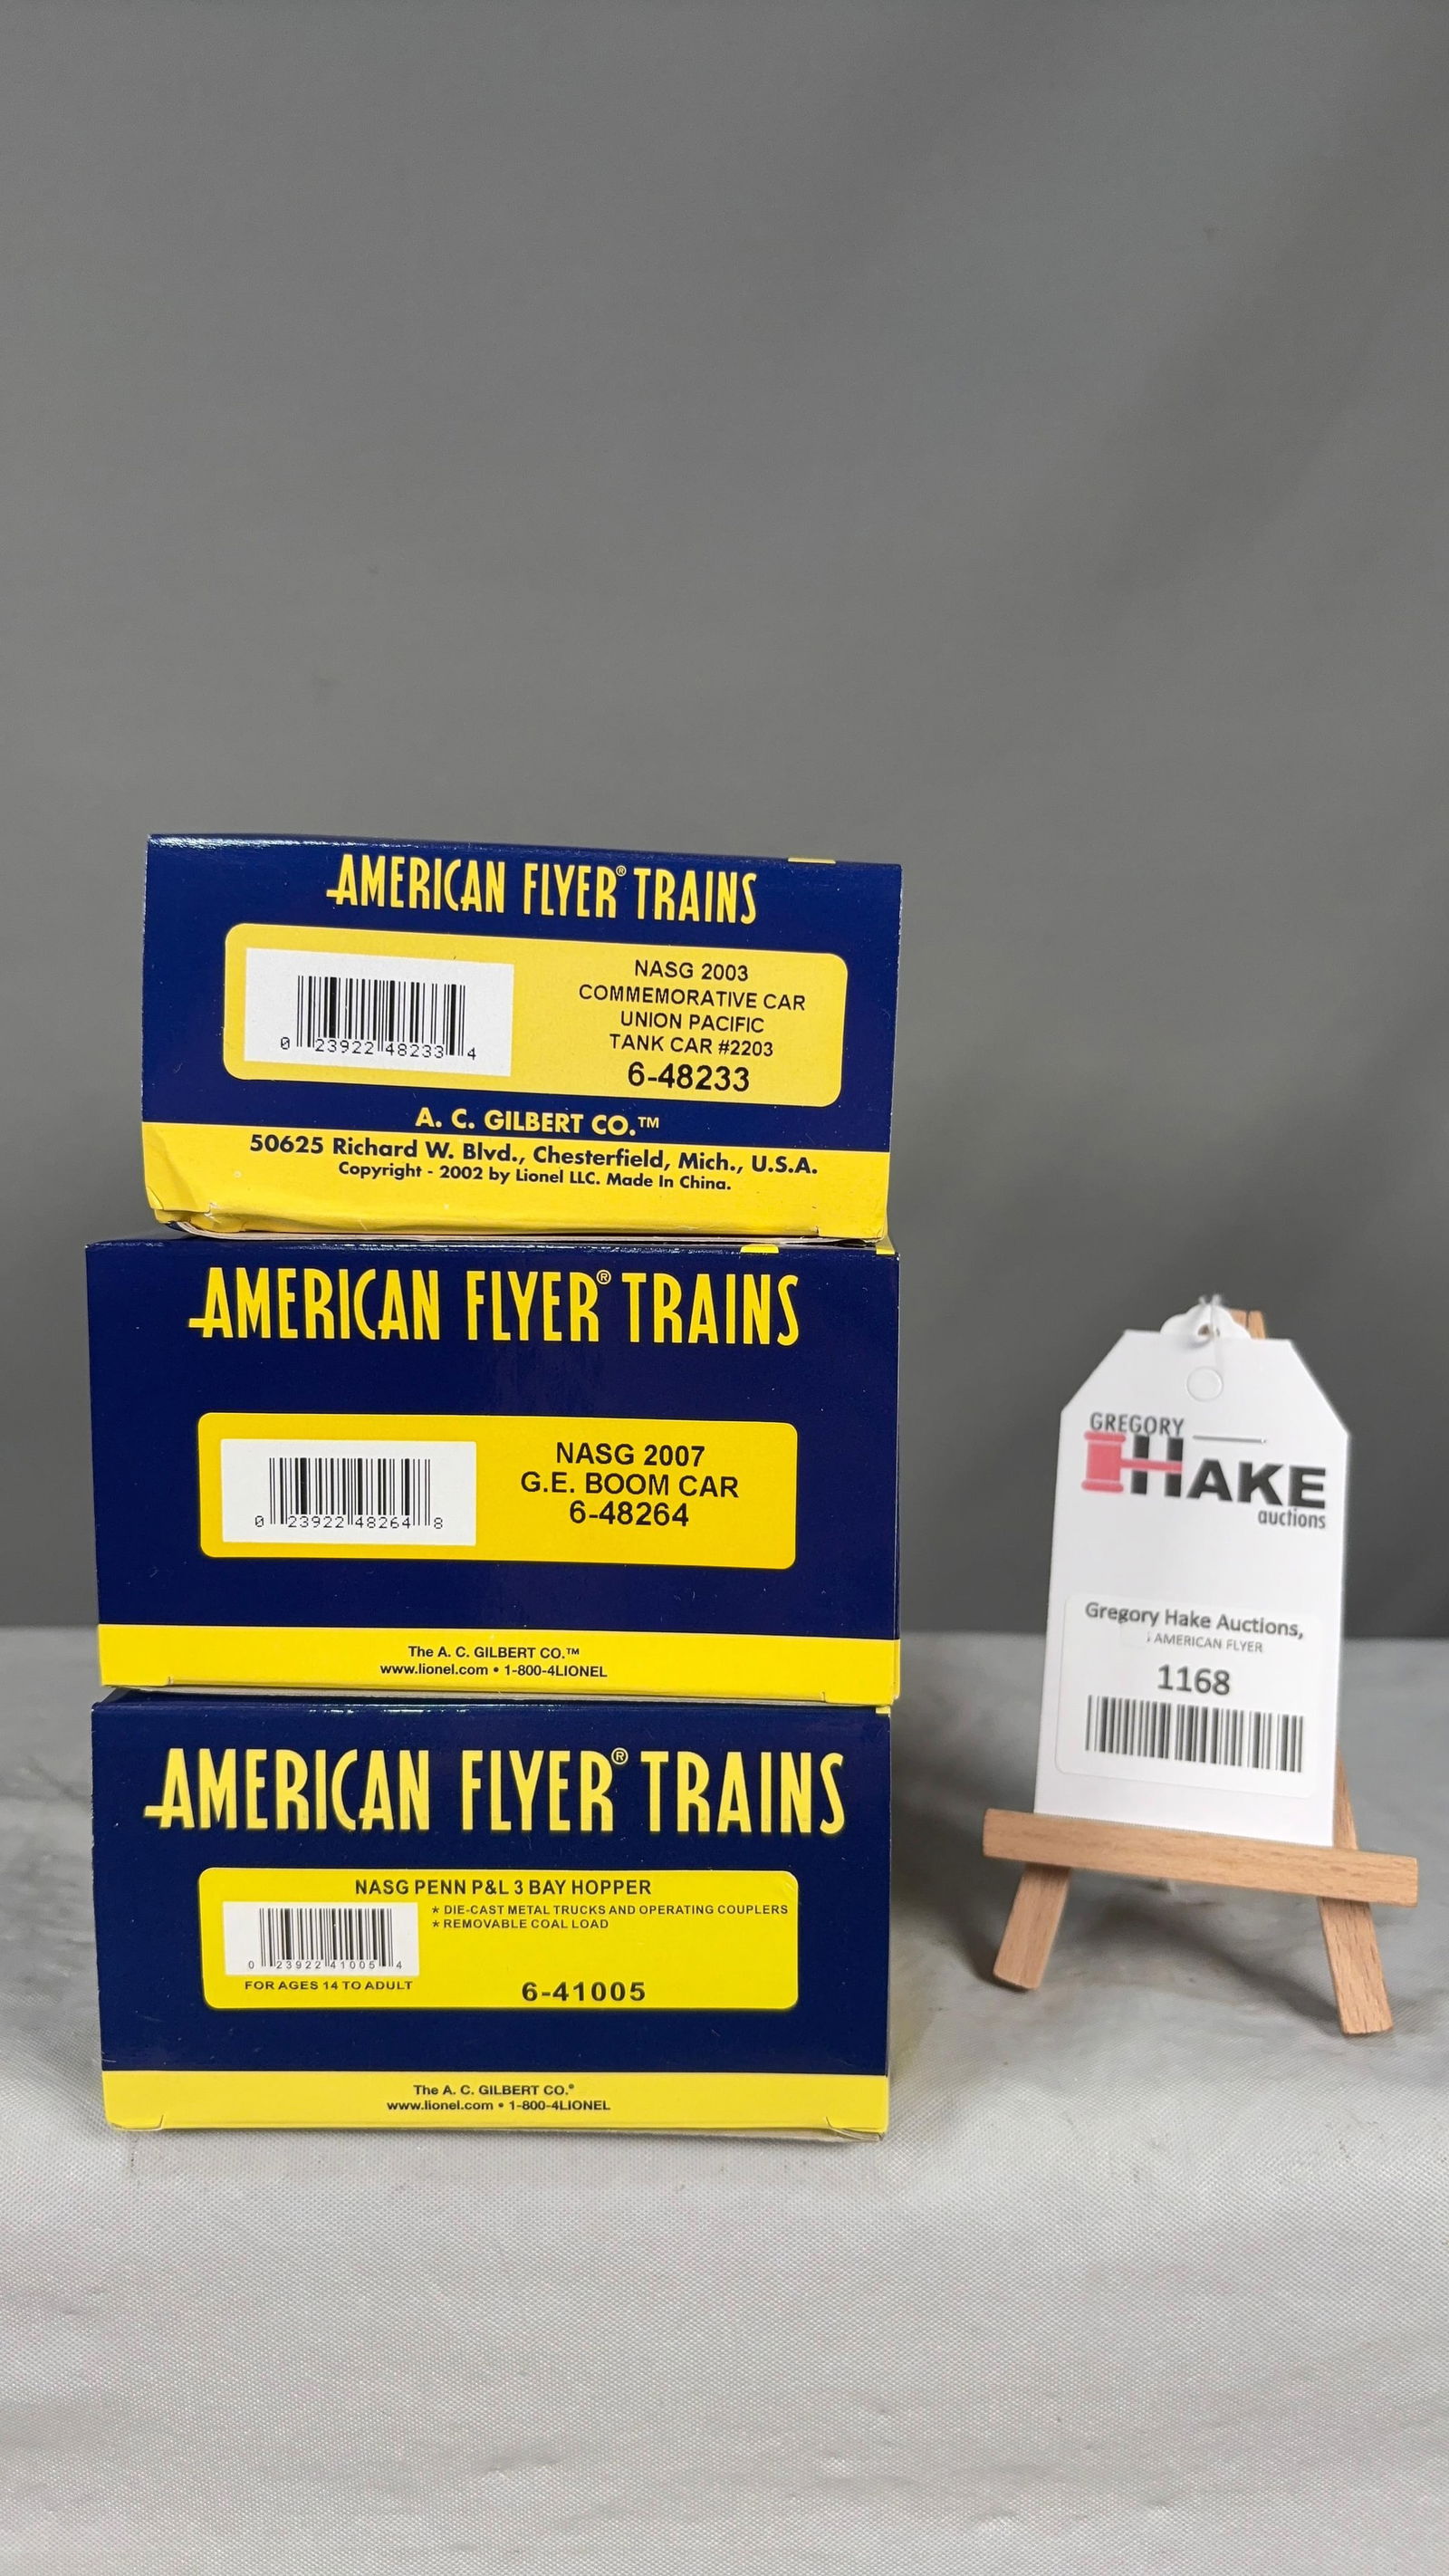 AMERICAN FLYER® TRAINS
NASG 2003
COMMEMORATIVE CAR
UNION PACIFIC
TANK CAR #2203
6-48233
0 23922 48233 4
A. C. GILBERT CO.™
50625 Richard W. Blvd., Chesterfield, Mich., U.S.A.
Copyright - 2002 by Lionel LLC. Made In China.
AMERICAN FLYER® TRAINS
NASG 2007
G.E. BOOM CAR
6-48264
0 23922 48264 8
The A. C. GILBERT CO.™
www.lionel.com • 1-800-4LIONEL
AMERICAN FLYER® TRAINS
NASG PENN P&L 3 BAY HOPPER
* DIE-CAST METAL TRUCKS AND OPERATING COUPLERS
* REMOVABLE COAL LOAD
0 23922 41005 4
FOR AGES 14 TO ADULT
6-41005
The A. C. GILBERT CO.®
www.lionel.com • 1-800-4LIONEL
GREGORY
HAKE
auctions
Gregory Hake Auctions,
AMERICAN FLYER
1168